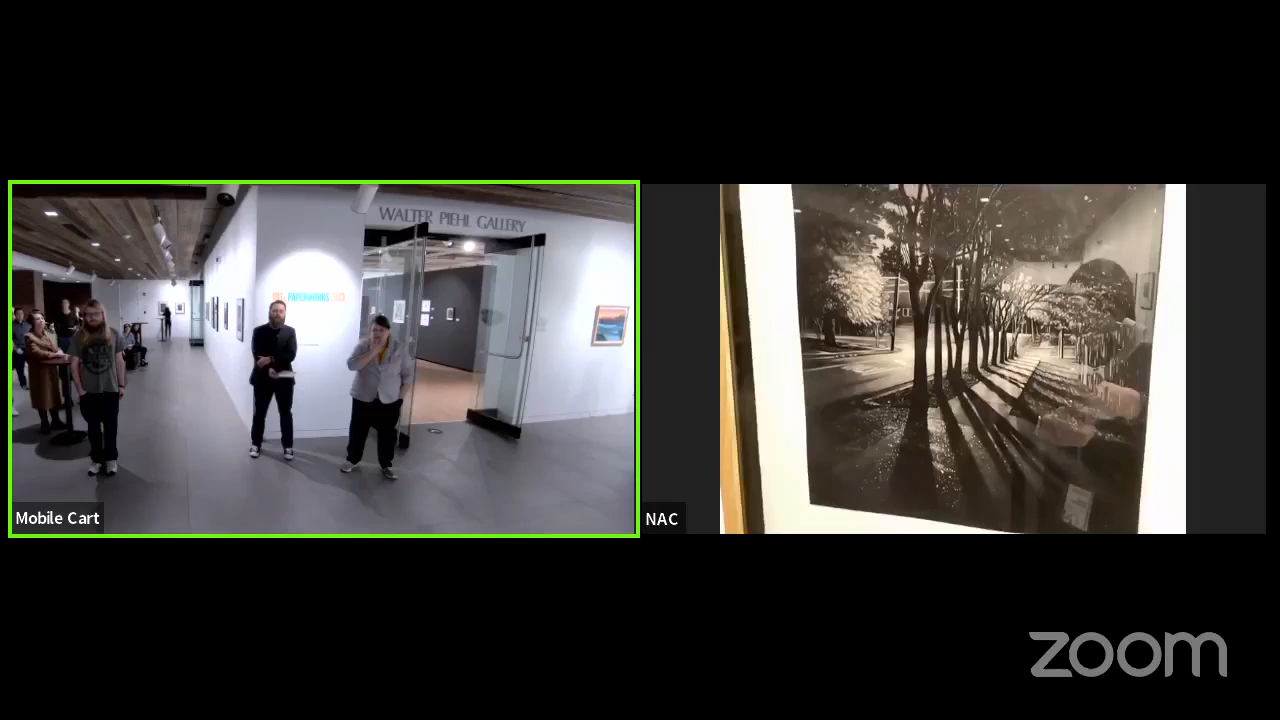 WALTER PIEHL GALLERY
PAPERWORKS
Mobile Cart
NAC
zoom